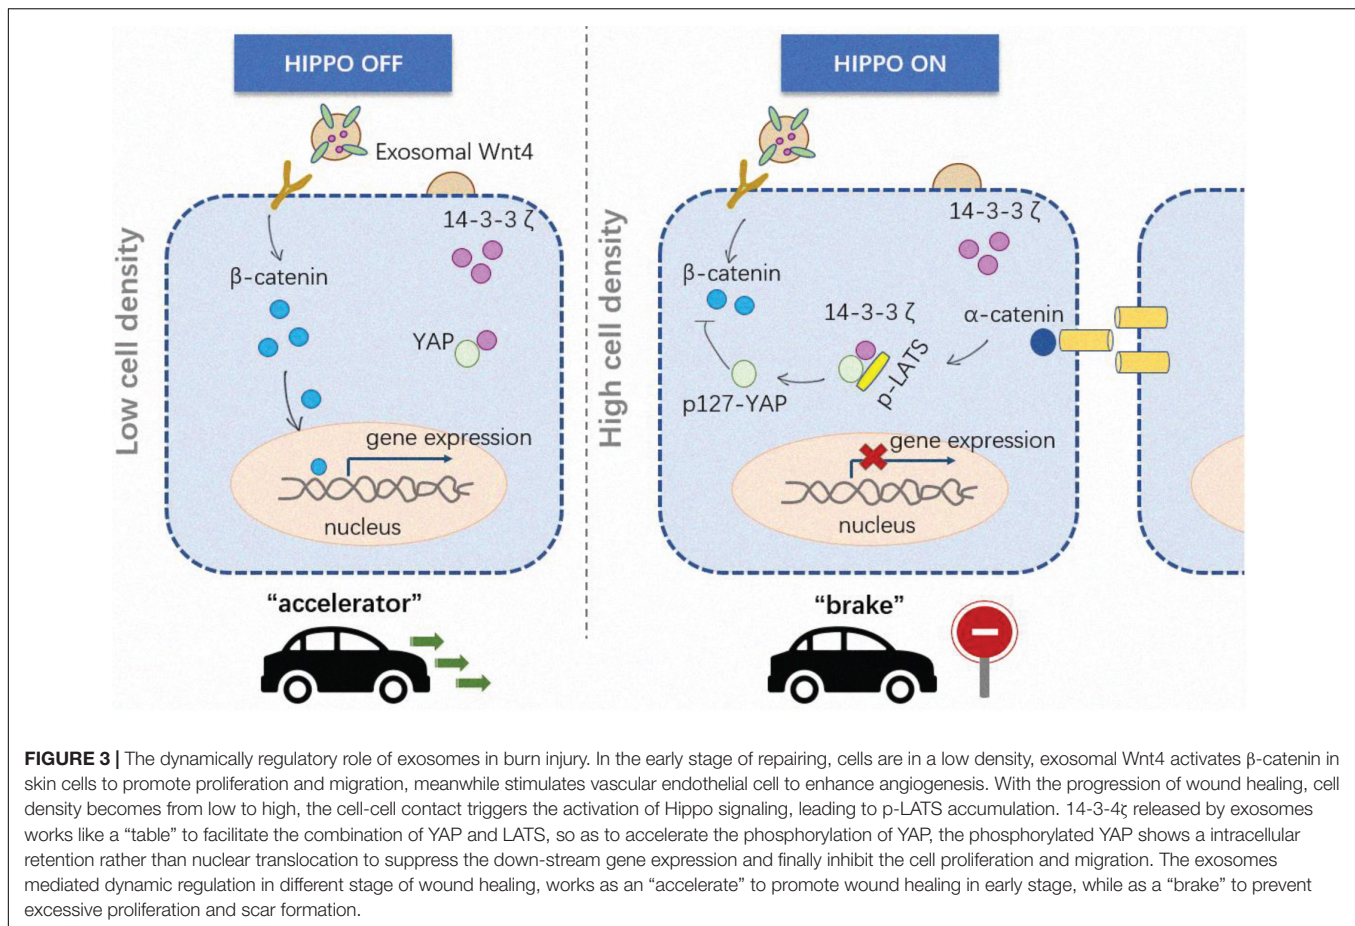 HIPPO OFF
Exosomal Wnt4
Low cell density
14-3-3 ζ
β-catenin
YAP
gene expression
nucleus
"accelerator"
HIPPO ON
High cell density
14-3-3 ζ
β-catenin
14-3-3 ζ
α-catenin
p-LATS
p127-YAP
gene expression
nucleus
"brake"
FIGURE 3 | The dynamically regulatory role of exosomes in burn injury. In the early stage of repairing, cells are in a low density, exosomal Wnt4 activates β-catenin in
skin cells to promote proliferation and migration, meanwhile stimulates vascular endothelial cell to enhance angiogenesis. With the progression of wound healing, cell
density becomes from low to high, the cell-cell contact triggers the activation of Hippo signaling, leading to p-LATS accumulation. 14-3-4ζ released by exosomes
works like a "table" to facilitate the combination of YAP and LATS, so as to accelerate the phosphorylation of YAP, the phosphorylated YAP shows a intracellular
retention rather than nuclear translocation to suppress the down-stream gene expression and finally inhibit the cell proliferation and migration. The exosomes
mediated dynamic regulation in different stage of wound healing, works as an "accelerate" to promote wound healing in early stage, while as a "brake" to prevent
excessive proliferation and scar formation.